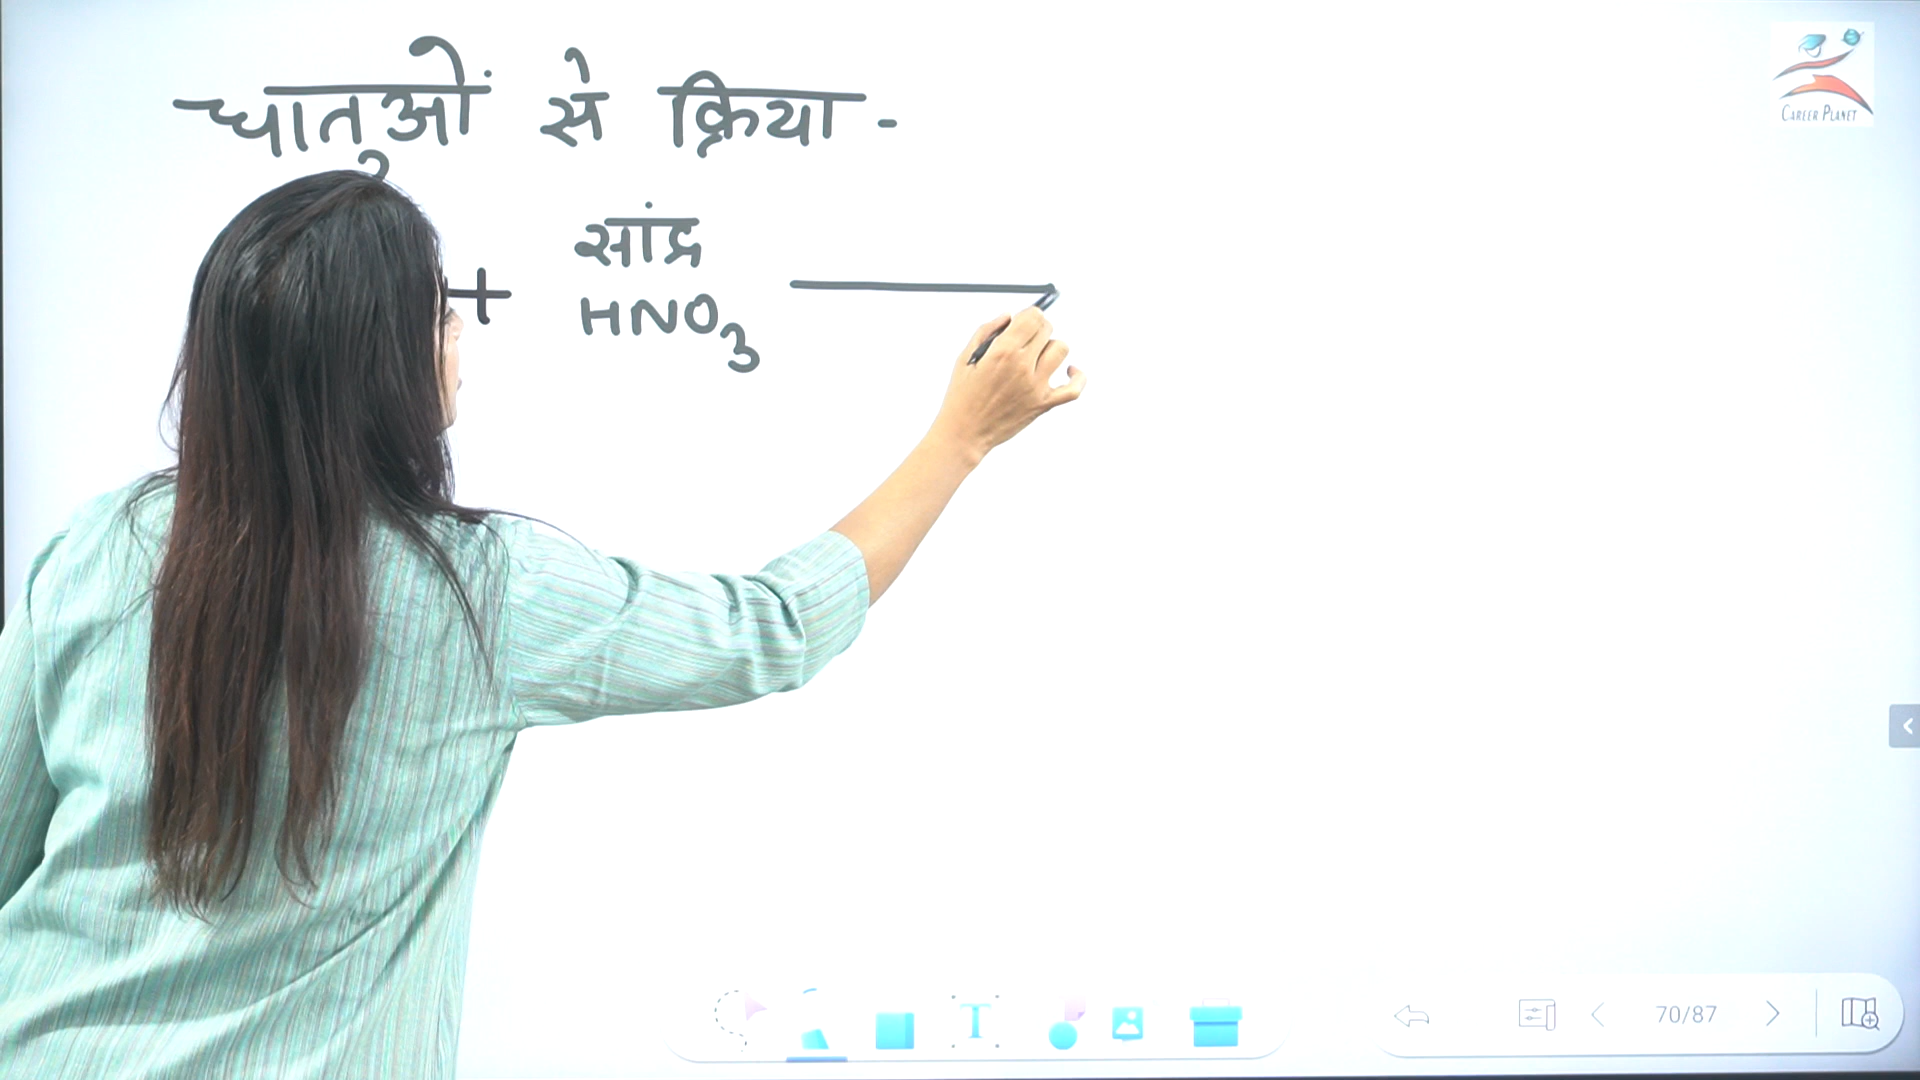 धातुओं से क्रिया -
+ सांद्र
HNO₃
CAREER PLANET
T
70/87